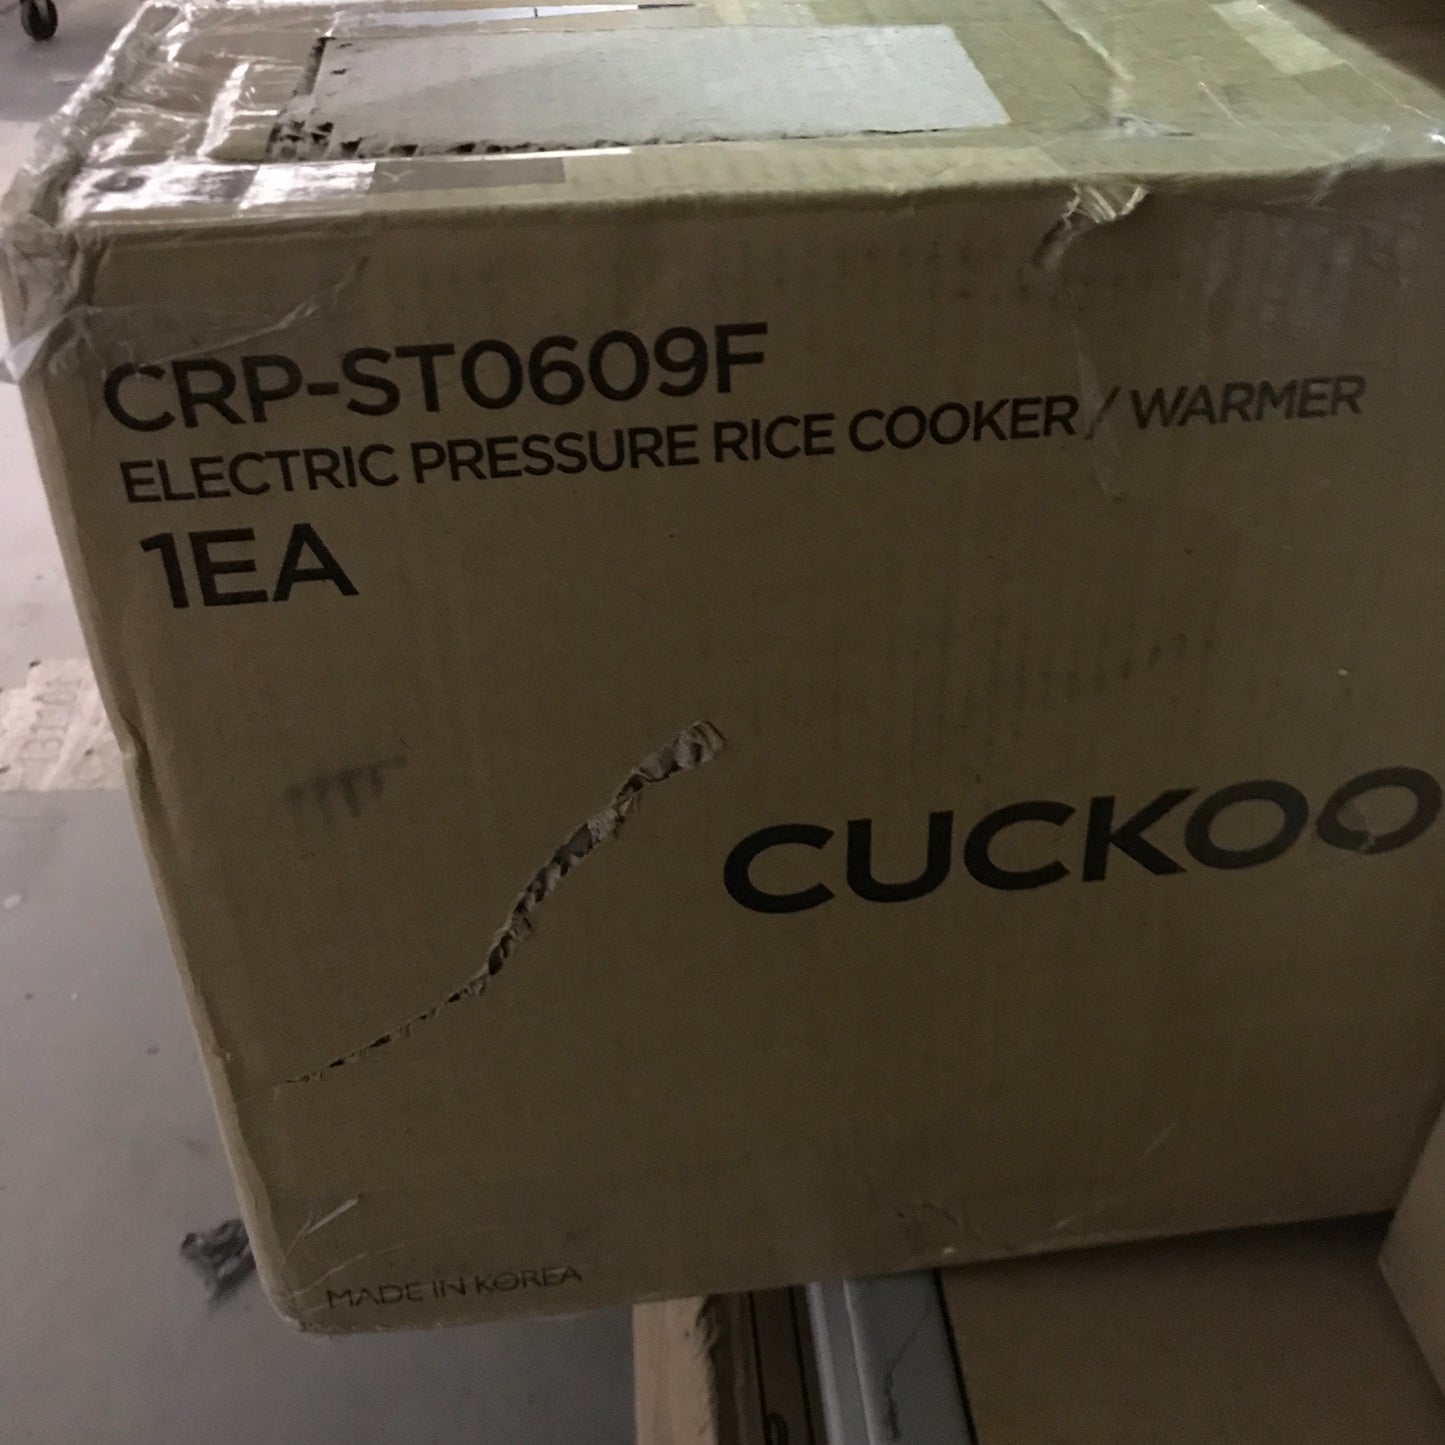 CRP-ST0609F
ELECTRIC PRESSURE RICE COOKER / WARMER
1EA
CUCKOO
MADE IN KOREA